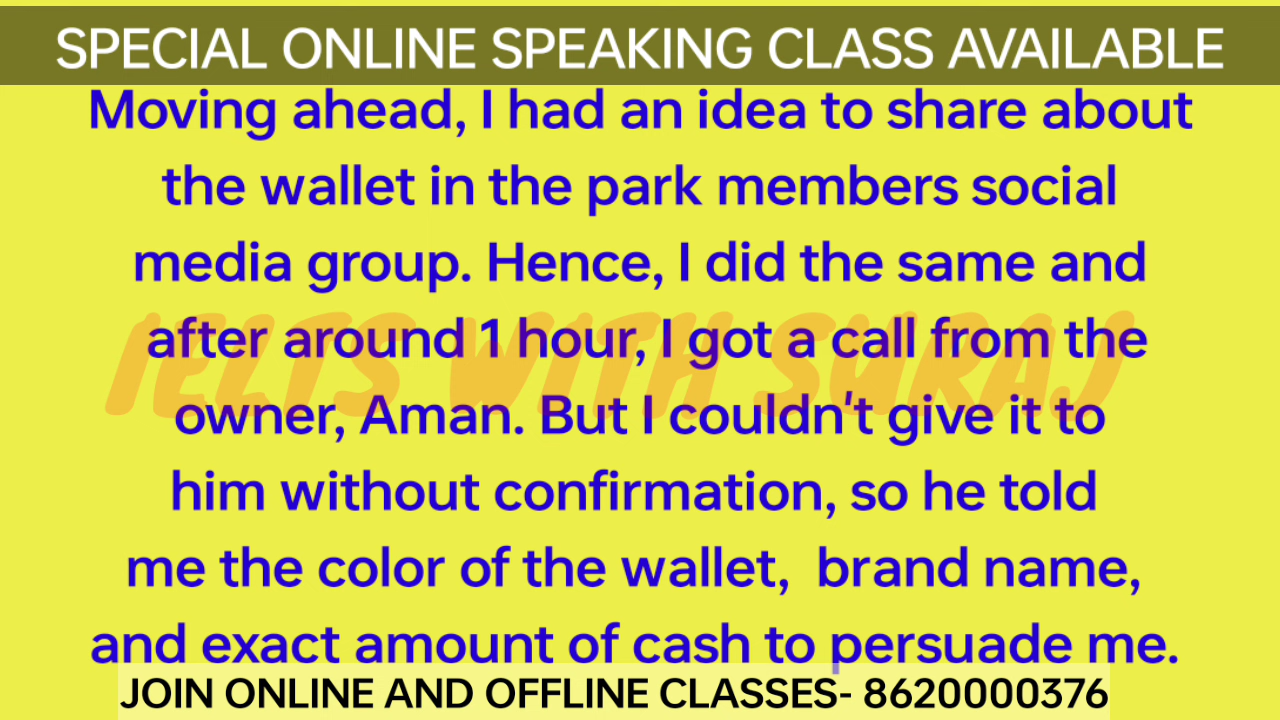 SPECIAL ONLINE SPEAKING CLASS AVAILABLE
Moving ahead, I had an idea to share about
the wallet in the park members social
media group. Hence, I did the same and
after around 1 hour, I got a call from the
IELTS WITH SURAJ
owner, Aman. But I couldn't give it to
him without confirmation, so he told
me the color of the wallet,  brand name,
and exact amount of cash to persuade me.
JOIN ONLINE AND OFFLINE CLASSES- 8620000376